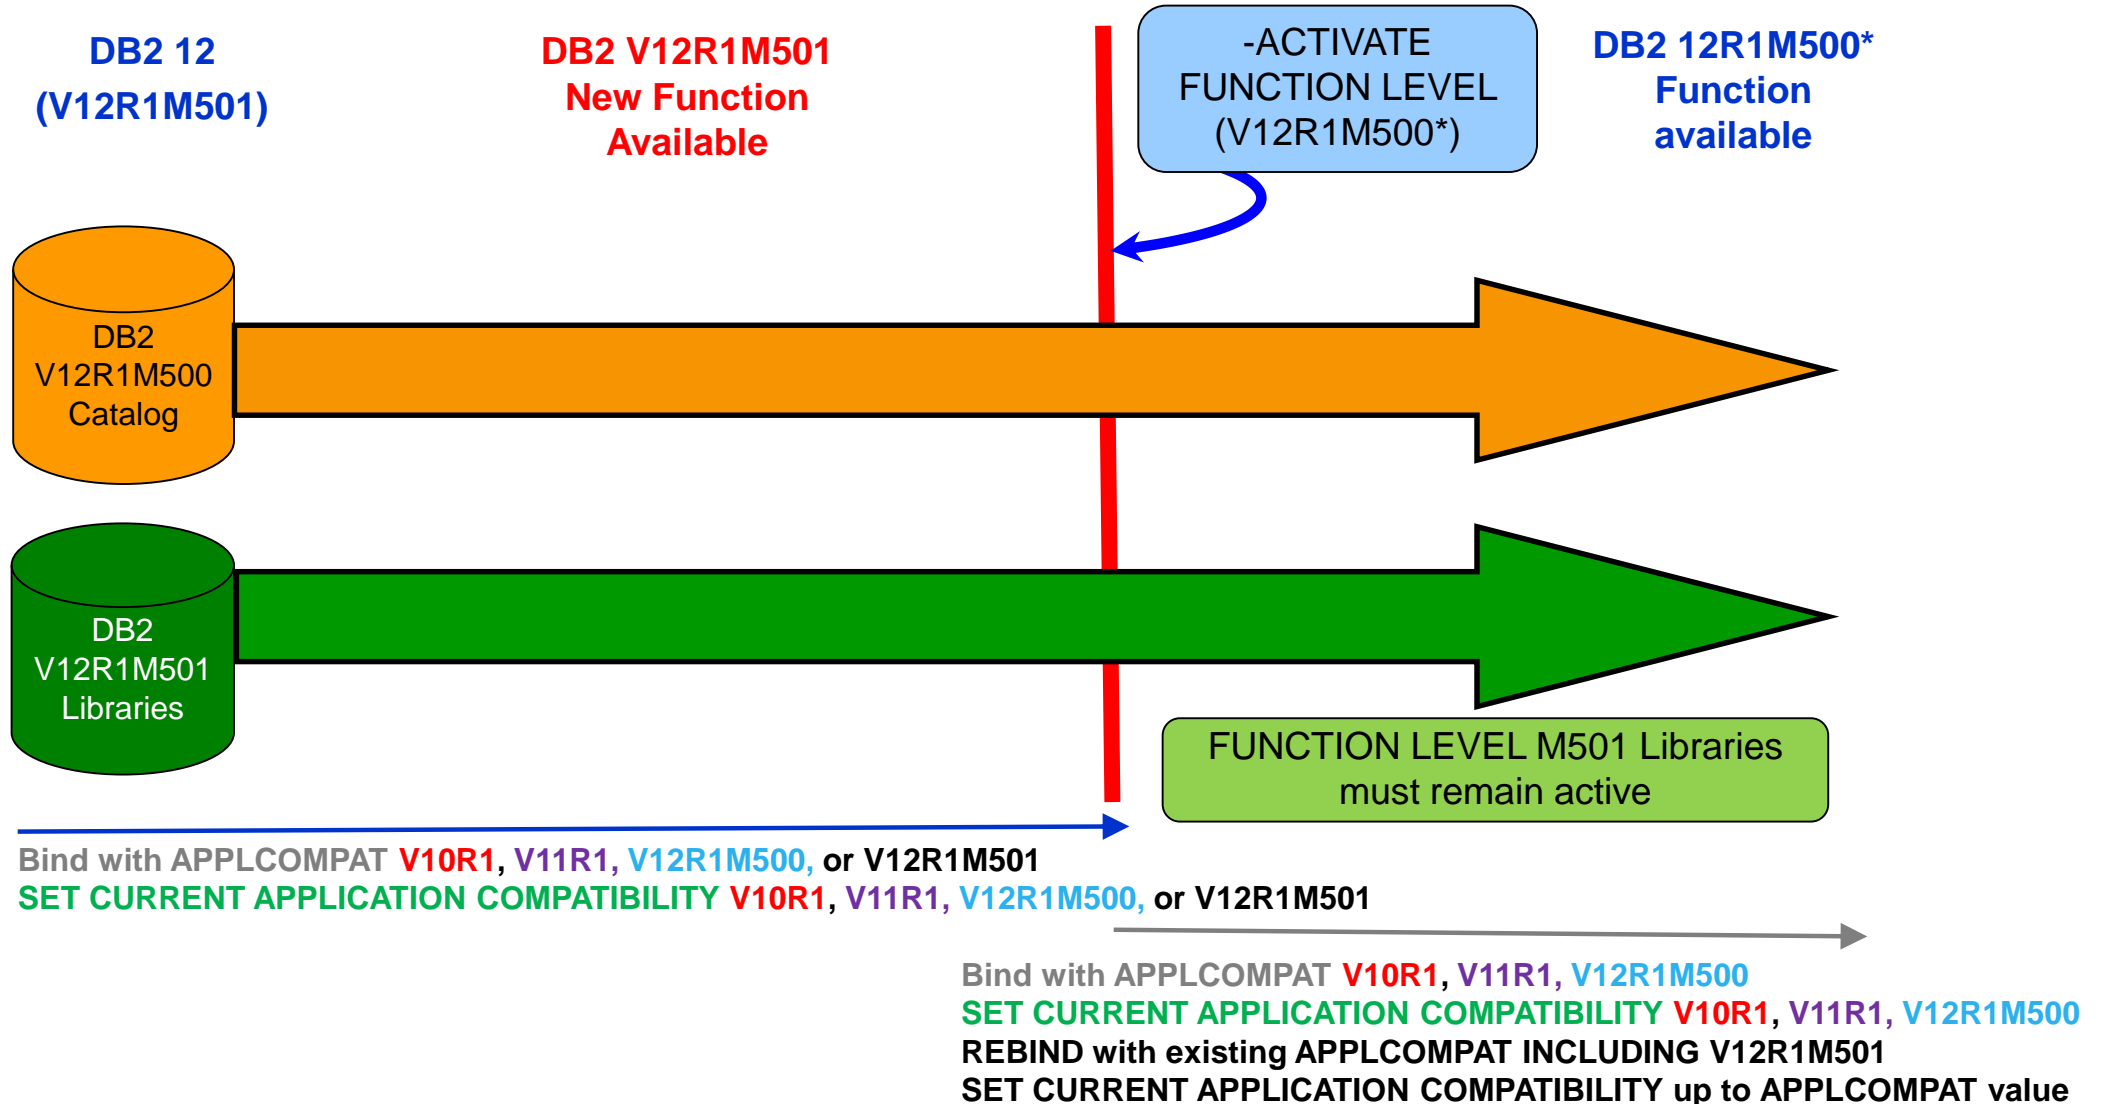 DB2 12
(V12R1M501)
DB2 V12R1M501
New Function
Available
-ACTIVATE
FUNCTION LEVEL
(V12R1M500*)
DB2 12R1M500*
Function
available
DB2
V12R1M500
Catalog
DB2
V12R1M501
Libraries
FUNCTION LEVEL M501 Libraries
must remain active
Bind with APPLCOMPAT V10R1, V11R1, V12R1M500, or V12R1M501
SET CURRENT APPLICATION COMPATIBILITY V10R1, V11R1, V12R1M500, or V12R1M501
Bind with APPLCOMPAT V10R1, V11R1, V12R1M500
SET CURRENT APPLICATION COMPATIBILITY V10R1, V11R1, V12R1M500
REBIND with existing APPLCOMPAT INCLUDING V12R1M501
SET CURRENT APPLICATION COMPATIBILITY up to APPLCOMPAT value